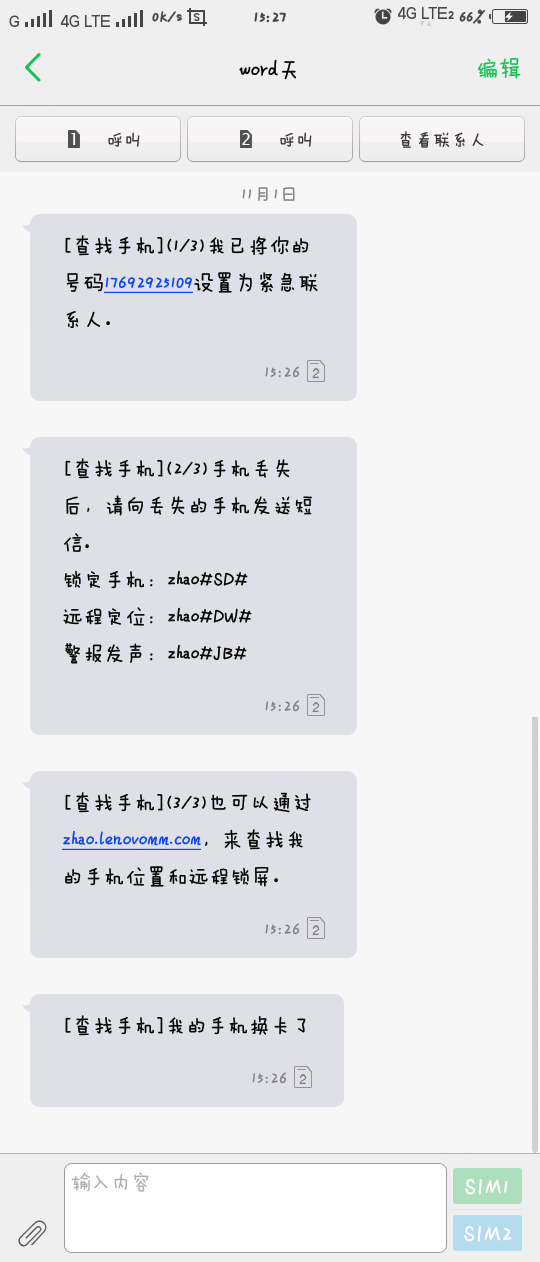 G 4G LTE 0K/s S 15:27 4G LTE2 66%
word天
编辑
1 呼叫 2 呼叫 查看联系人
11月1日
[查找手机](1/3)我已将你的
号码17692925109设置为紧急联
系人。
15:26 2
[查找手机](2/3)手机丢失
后，请向丢失的手机发送短
信。
锁定手机：zhao#SD#
远程定位：zhao#DW#
警报发声：zhao#JB#
15:26 2
[查找手机](3/3)也可以通过
zhao.lenovomm.com，来查找我
的手机位置和远程锁屏。
15:26 2
[查找手机]我的手机换卡了
15:26 2
输入内容
SIM1
SIM2